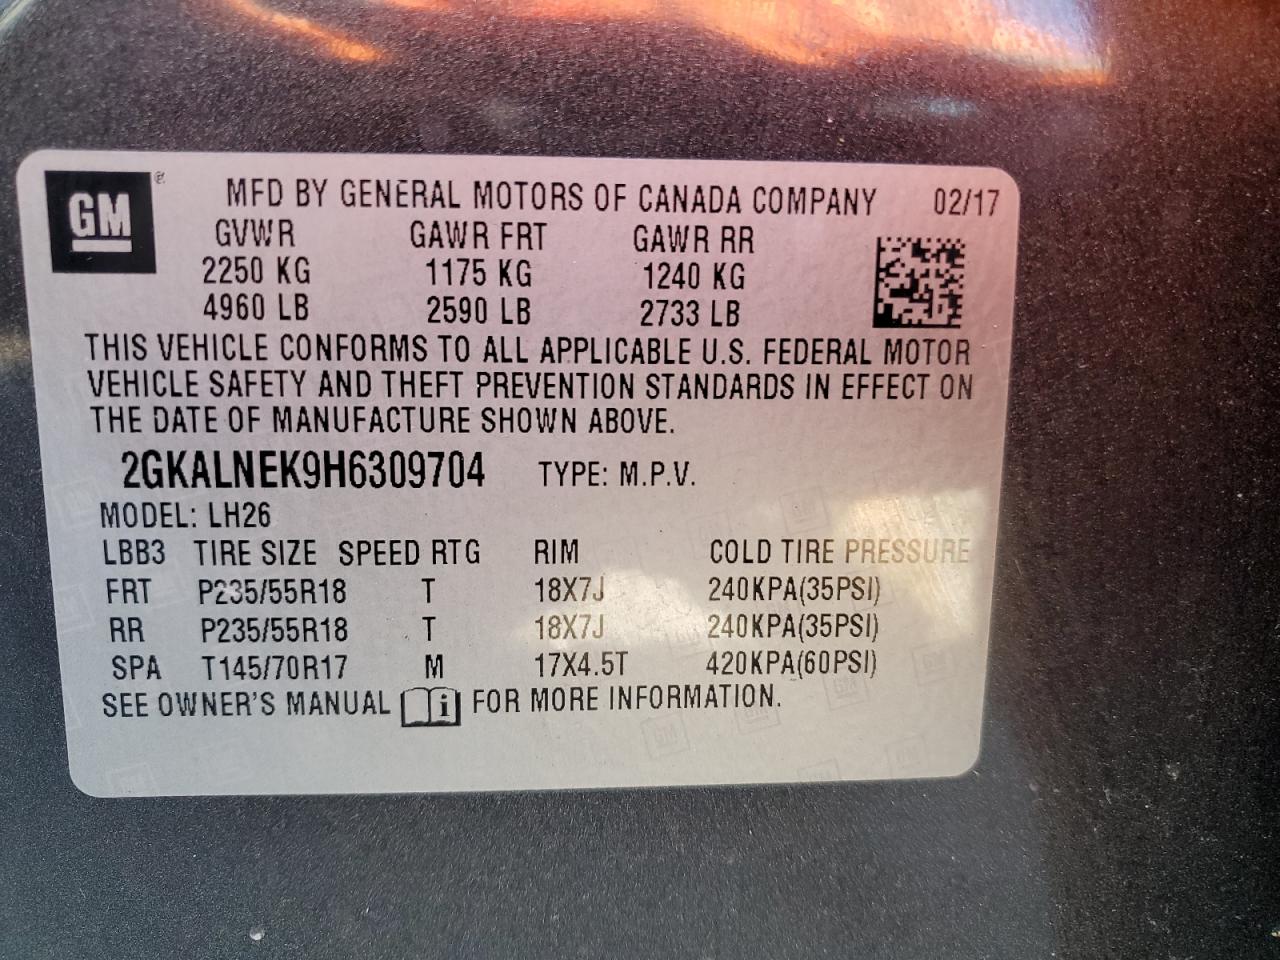 GM ® MFD BY GENERAL MOTORS OF CANADA COMPANY 02/17
GVWR GAWR FRT GAWR RR
2250 KG 1175 KG 1240 KG
4960 LB 2590 LB 2733 LB
THIS VEHICLE CONFORMS TO ALL APPLICABLE U.S. FEDERAL MOTOR
VEHICLE SAFETY AND THEFT PREVENTION STANDARDS IN EFFECT ON
THE DATE OF MANUFACTURE SHOWN ABOVE.
2GKALNEK9H6309704 TYPE: M.P.V.
MODEL: LH26
LBB3 TIRE SIZE SPEED RTG RIM COLD TIRE PRESSURE
FRT P235/55R18 T 18X7J 240KPA(35PSI)
RR P235/55R18 T 18X7J 240KPA(35PSI)
SPA T145/70R17 M 17X4.5T 420KPA(60PSI)
SEE OWNER'S MANUAL i FOR MORE INFORMATION.